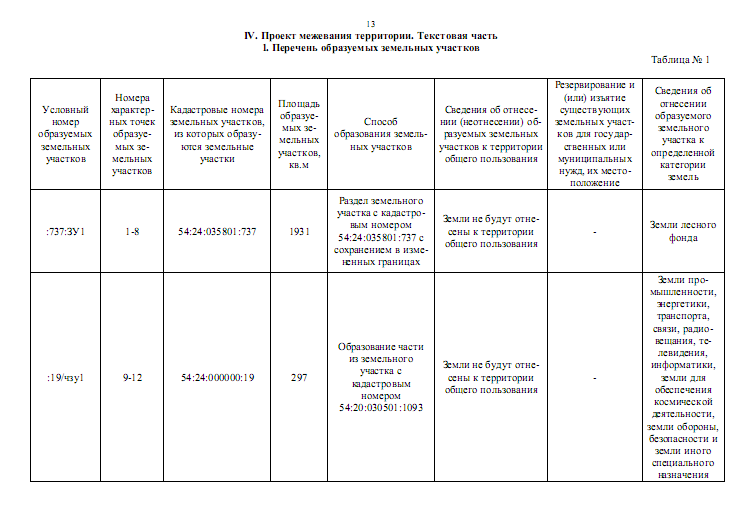 13
IV. Проект межевания территории. Текстовая часть
1. Перечень образуемых земельных участков
Таблица № 1
Условный
номер
образуемых
земельных
участков
Номера
характер-
ных точек
образуе-
мых зе-
мельных
участков
Кадастровые номера
земельных участков,
из которых образу-
ются земельные
участки
Площадь
образуе-
мых зе-
мельных
участков,
кв.м
Способ
образования земель-
ных участков
Сведения об отнесе-
нии (неотнесении) об-
разуемых земельных
участков к территории
общего пользования
Резервирование и
(или) изъятие
существующих
земельных участ-
ков для государ-
ственных или
муниципальных
нужд, их место-
положение
Сведения об
отнесении
образуемого
земельного
участка к
определенной
категории
земель
:737:ЗУ1
1-8
54:24:035801:737
1931
Раздел земельного
участка с кадастро-
вым номером
54:24:035801:737 с
сохранением в изме-
ненных границах
Земли не будут отне-
сены к территории
общего пользования
-
Земли лесного
фонда
:19/чзу1
9-12
54:24:000000:19
297
Образование части
из земельного
участка с
кадастровым
номером
54:20:030501:1093
Земли не будут отне-
сены к территории
общего пользования
-
Земли про-
мышленности,
энергетики,
транспорта,
связи, радио-
вещания, те-
левидения,
информатики,
земли для
обеспечения
космической
деятельности,
земли обороны,
безопасности и
земли иного
специального
назначения